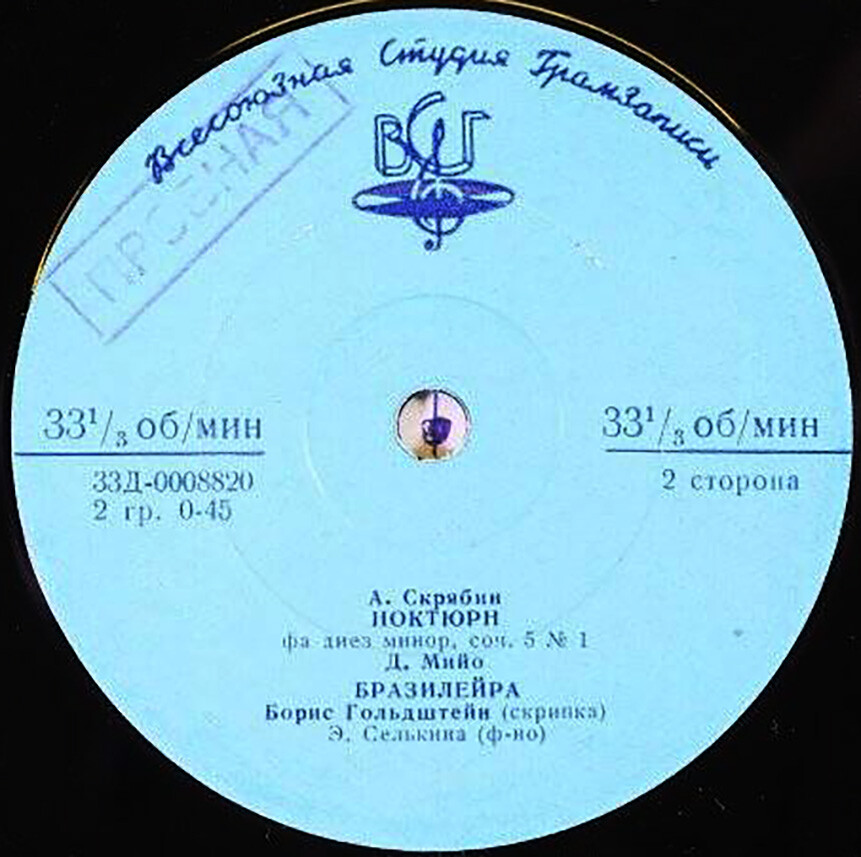 Всесоюзная Студия Грамзаписи
ВСГ
ПРОБНАЯ
33¹/₃ об/мин
33Д-0008820
2 гр. 0-45
33¹/₃ об/мин
2 сторона
А. Скрябин
НОКТЮРН
фа диез минор, соч. 5 № 1
Д. Мийо
БРАЗИЛЕЙРА
Борис Гольдштейн (скрипка)
Э. Селькина (ф-но)